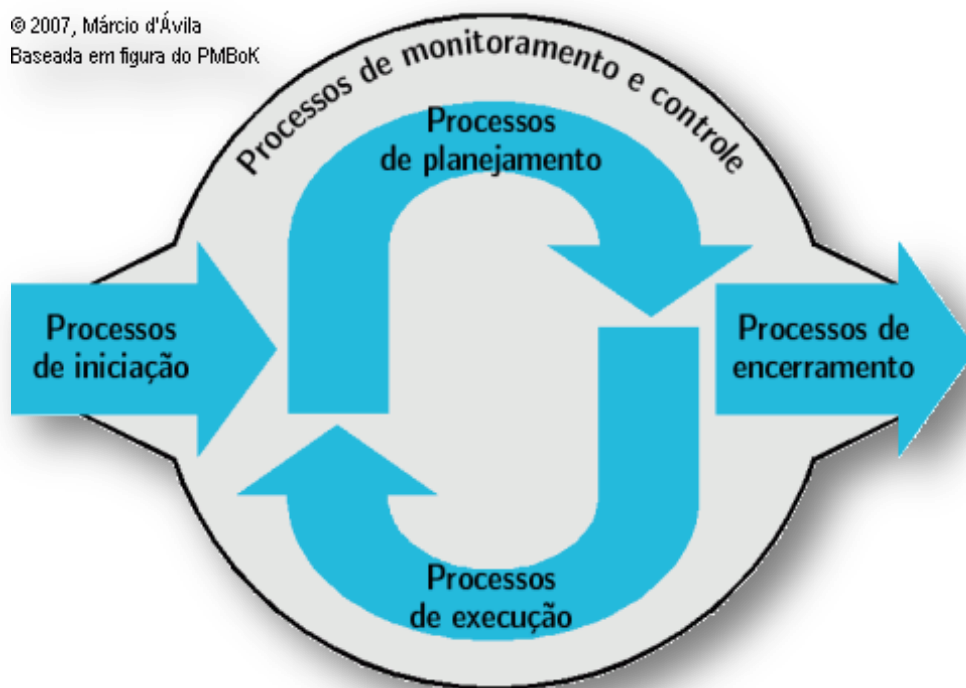 © 2007, Márcio d'Ávila
Baseada em figura do PMBoK
Processos de monitoramento e controle
Processos
de planejamento
Processos
de iniciação
Processos de
encerramento
Processos
de execução